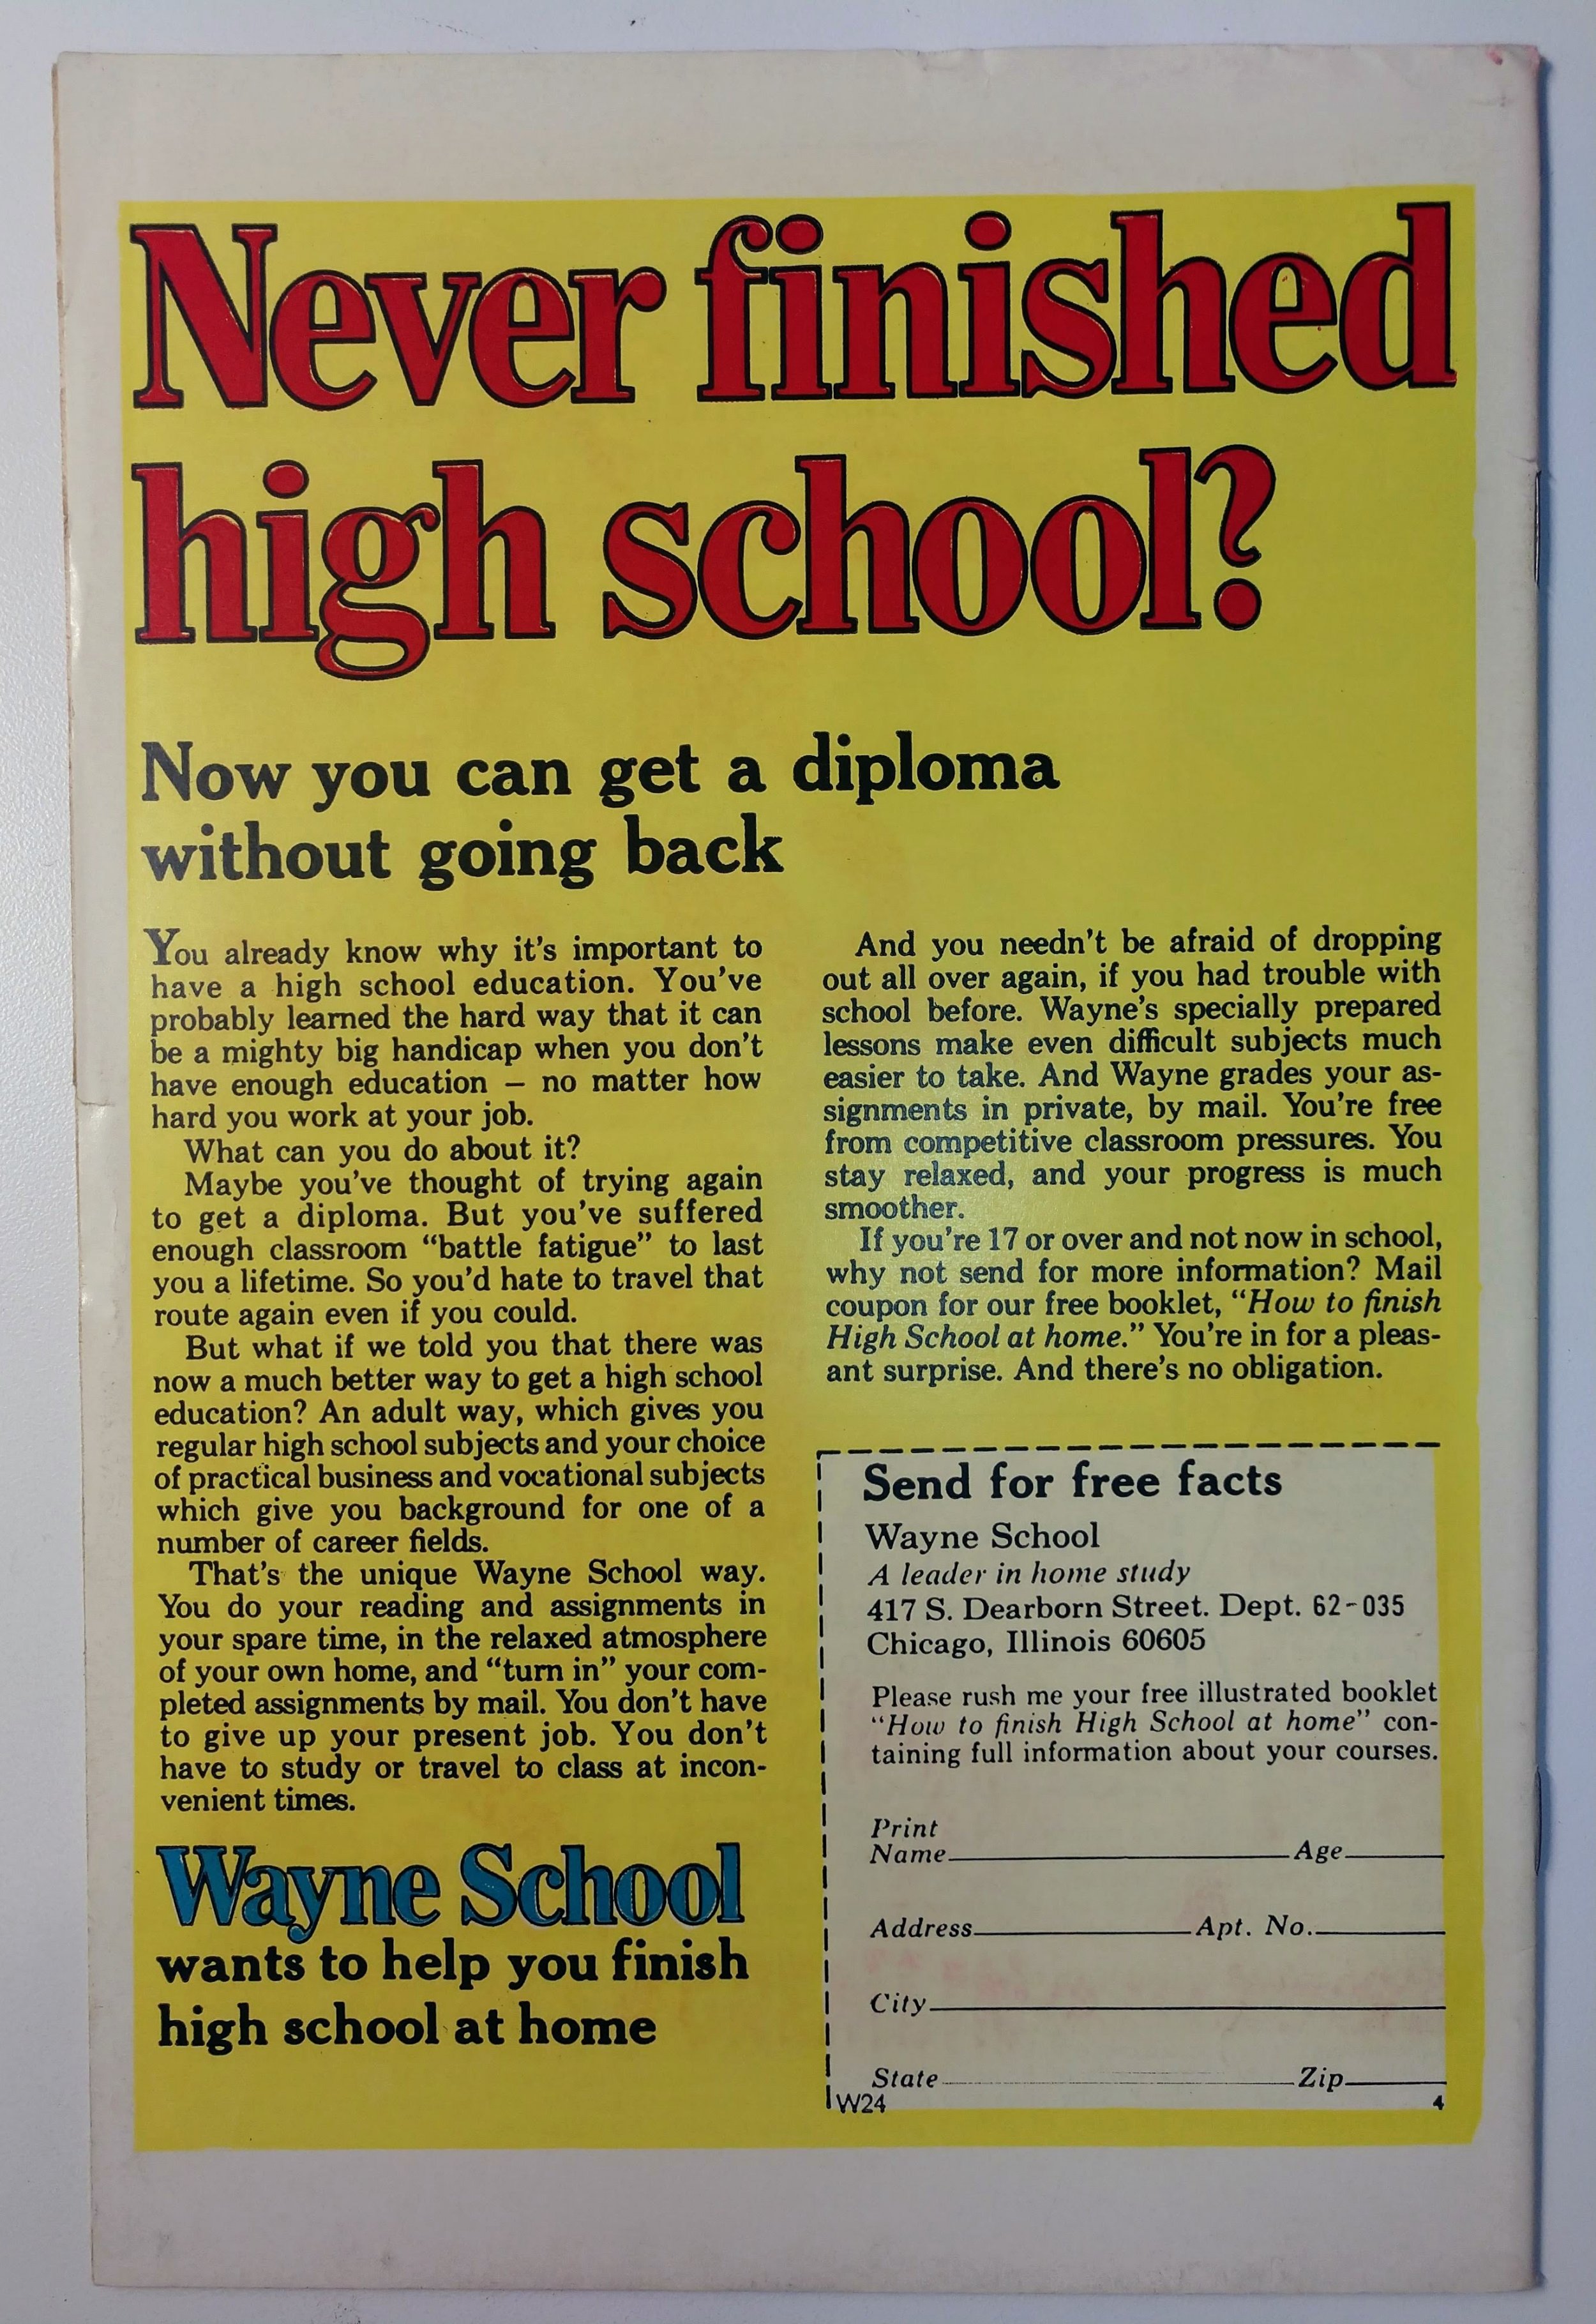 Never finished
high school?
Now you can get a diploma
without going back
You already know why it's important to
have a high school education. You've
probably learned the hard way that it can
be a mighty big handicap when you don't
have enough education – no matter how
hard you work at your job.
What can you do about it?
Maybe you've thought of trying again
to get a diploma. But you've suffered
enough classroom “battle fatigue” to last
you a lifetime. So you'd hate to travel that
route again even if you could.
But what if we told you that there was
now a much better way to get a high school
education? An adult way, which gives you
regular high school subjects and your choice
of practical business and vocational subjects
which give you background for one of a
number of career fields.
That's the unique Wayne School way.
You do your reading and assignments in
your spare time, in the relaxed atmosphere
of your own home, and “turn in” your com-
pleted assignments by mail. You don't have
to give up your present job. You don't
have to study or travel to class at incon-
venient times.
Wayne School
wants to help you finish
high school at home
And you needn't be afraid of dropping
out all over again, if you had trouble with
school before. Wayne's specially prepared
lessons make even difficult subjects much
easier to take. And Wayne grades your as-
signments in private, by mail. You're free
from competitive classroom pressures. You
stay relaxed, and your progress is much
smoother.
If you're 17 or over and not now in school,
why not send for more information? Mail
coupon for our free booklet, “How to finish
High School at home.” You're in for a pleas-
ant surprise. And there's no obligation.
Send for free facts
Wayne School
A leader in home study
417 S. Dearborn Street. Dept. 62-035
Chicago, Illinois 60605
Please rush me your free illustrated booklet
“How to finish High School at home” con-
taining full information about your courses.
Print
Name Age
Address Apt. No.
City
State Zip
W24 4